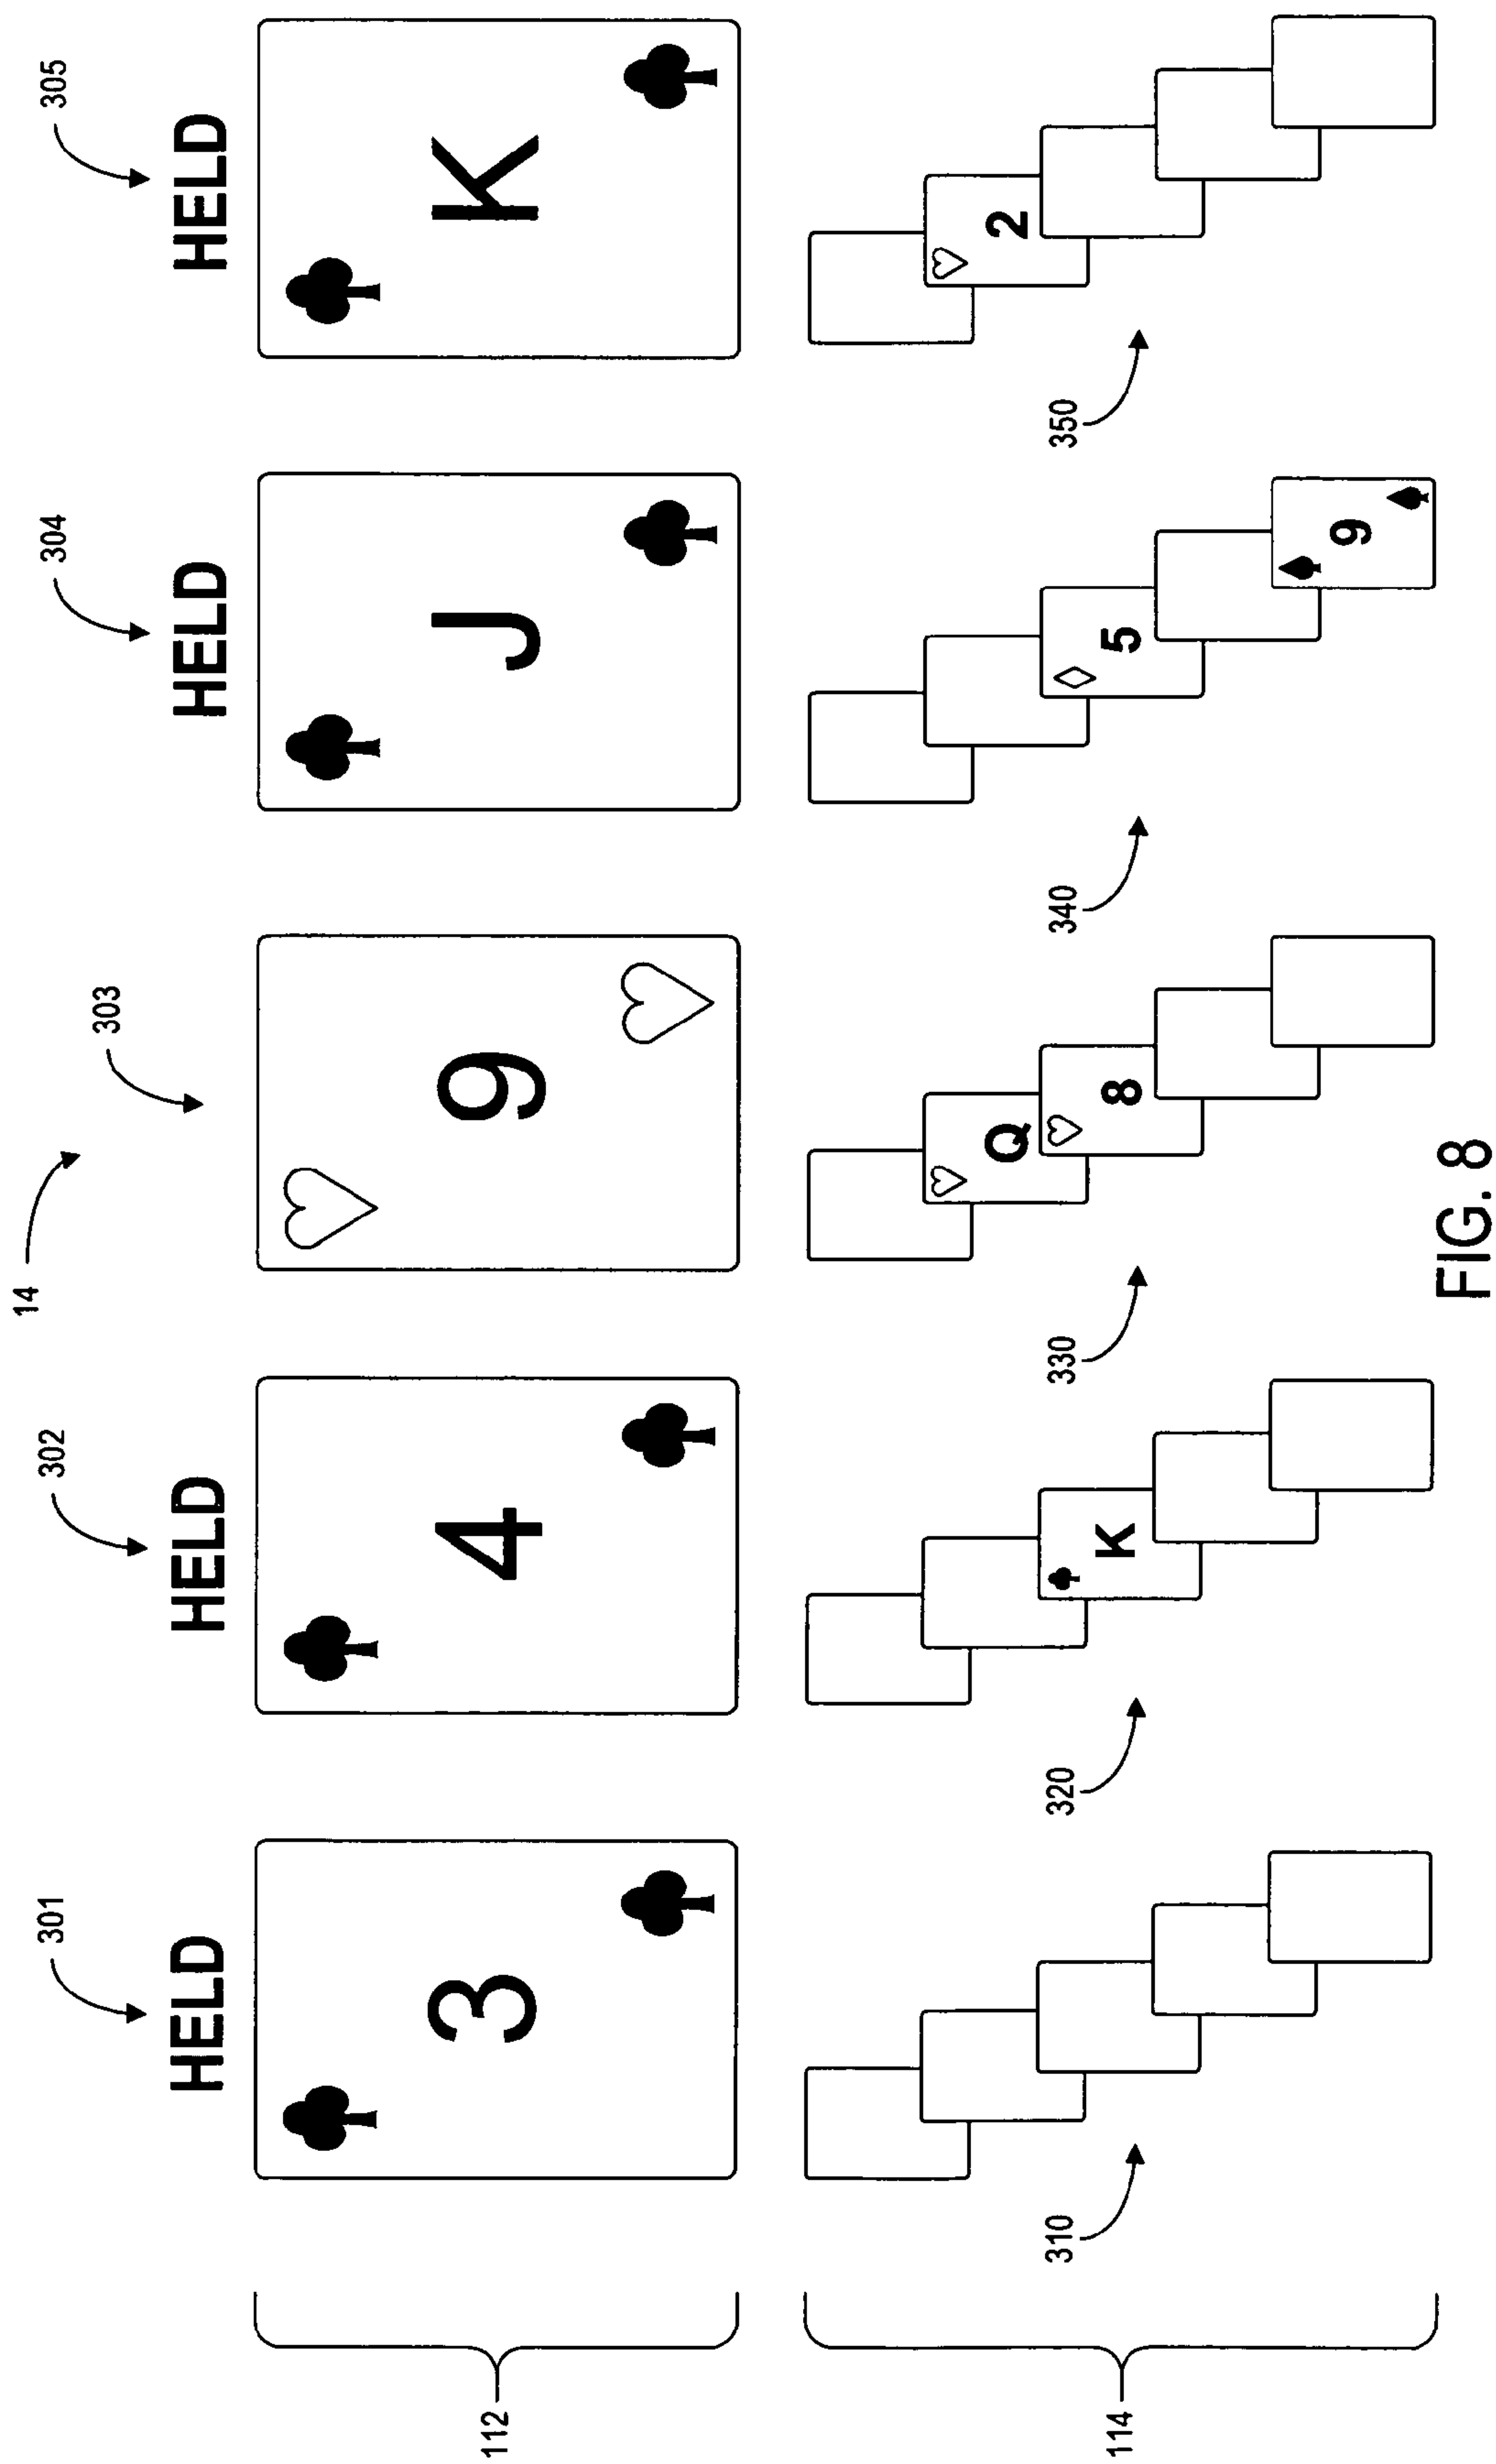 14
301 302 303 304 305
HELD HELD HELD HELD
112 3 4 9 J K
Q 2
310 320 330 340 350
114 K 8 5
9
FIG. 8